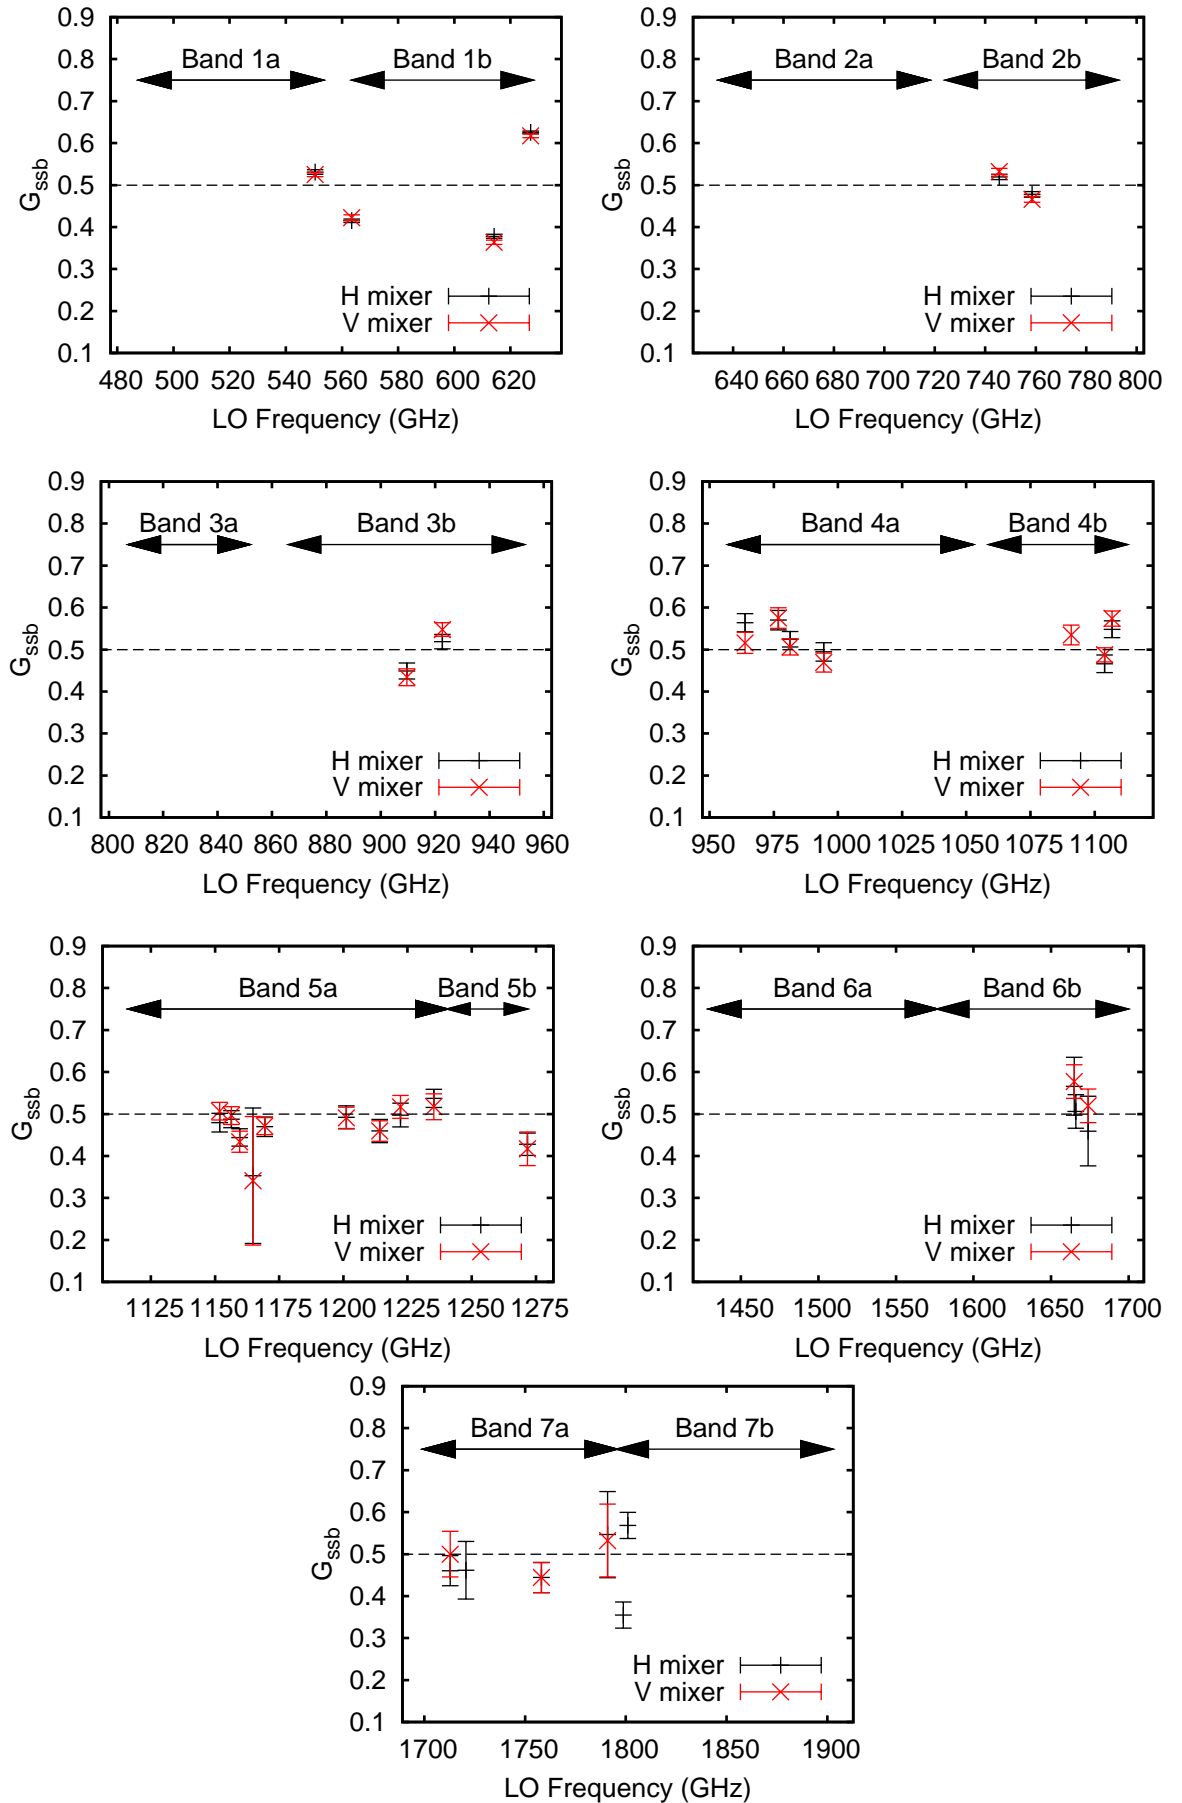 0.9
0.8
0.7
0.6
0.5
0.4
0.3
0.2
0.1
G_ssb
Band 1a Band 1b
H mixer
V mixer
480 500 520 540 560 580 600 620
LO Frequency (GHz)
0.9
0.8
0.7
0.6
0.5
0.4
0.3
0.2
0.1
G_ssb
Band 2a Band 2b
H mixer
V mixer
640 660 680 700 720 740 760 780 800
LO Frequency (GHz)
0.9
0.8
0.7
0.6
0.5
0.4
0.3
0.2
0.1
G_ssb
Band 3a Band 3b
H mixer
V mixer
800 820 840 860 880 900 920 940 960
LO Frequency (GHz)
0.9
0.8
0.7
0.6
0.5
0.4
0.3
0.2
0.1
G_ssb
Band 4a Band 4b
H mixer
V mixer
950 975 1000 1025 1050 1075 1100
LO Frequency (GHz)
0.9
0.8
0.7
0.6
0.5
0.4
0.3
0.2
0.1
G_ssb
Band 5a Band 5b
H mixer
V mixer
1125 1150 1175 1200 1225 1250 1275
LO Frequency (GHz)
0.9
0.8
0.7
0.6
0.5
0.4
0.3
0.2
0.1
G_ssb
Band 6a Band 6b
H mixer
V mixer
1450 1500 1550 1600 1650 1700
LO Frequency (GHz)
0.9
0.8
0.7
0.6
0.5
0.4
0.3
0.2
0.1
G_ssb
Band 7a Band 7b
H mixer
V mixer
1700 1750 1800 1850 1900
LO Frequency (GHz)